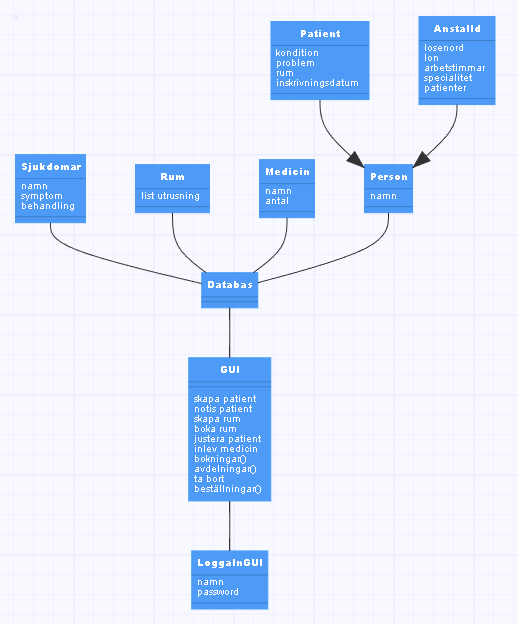 Patient
kondition
problem
rum
inskrivningsdatum
Anstalld
losenord
lon
arbetstimmar
specialitet
patienter
Sjukdomar
namn
symptom
behandling
Rum
list utrusning
Medicin
namn
antal
Person
namn
Databas
GUI
skapa patient
notis patient
skapa rum
boka rum
justera patient
inlev medicin
bokningar()
avdelningar()
ta bort
beställningar()
LoggaInGUI
namn
password